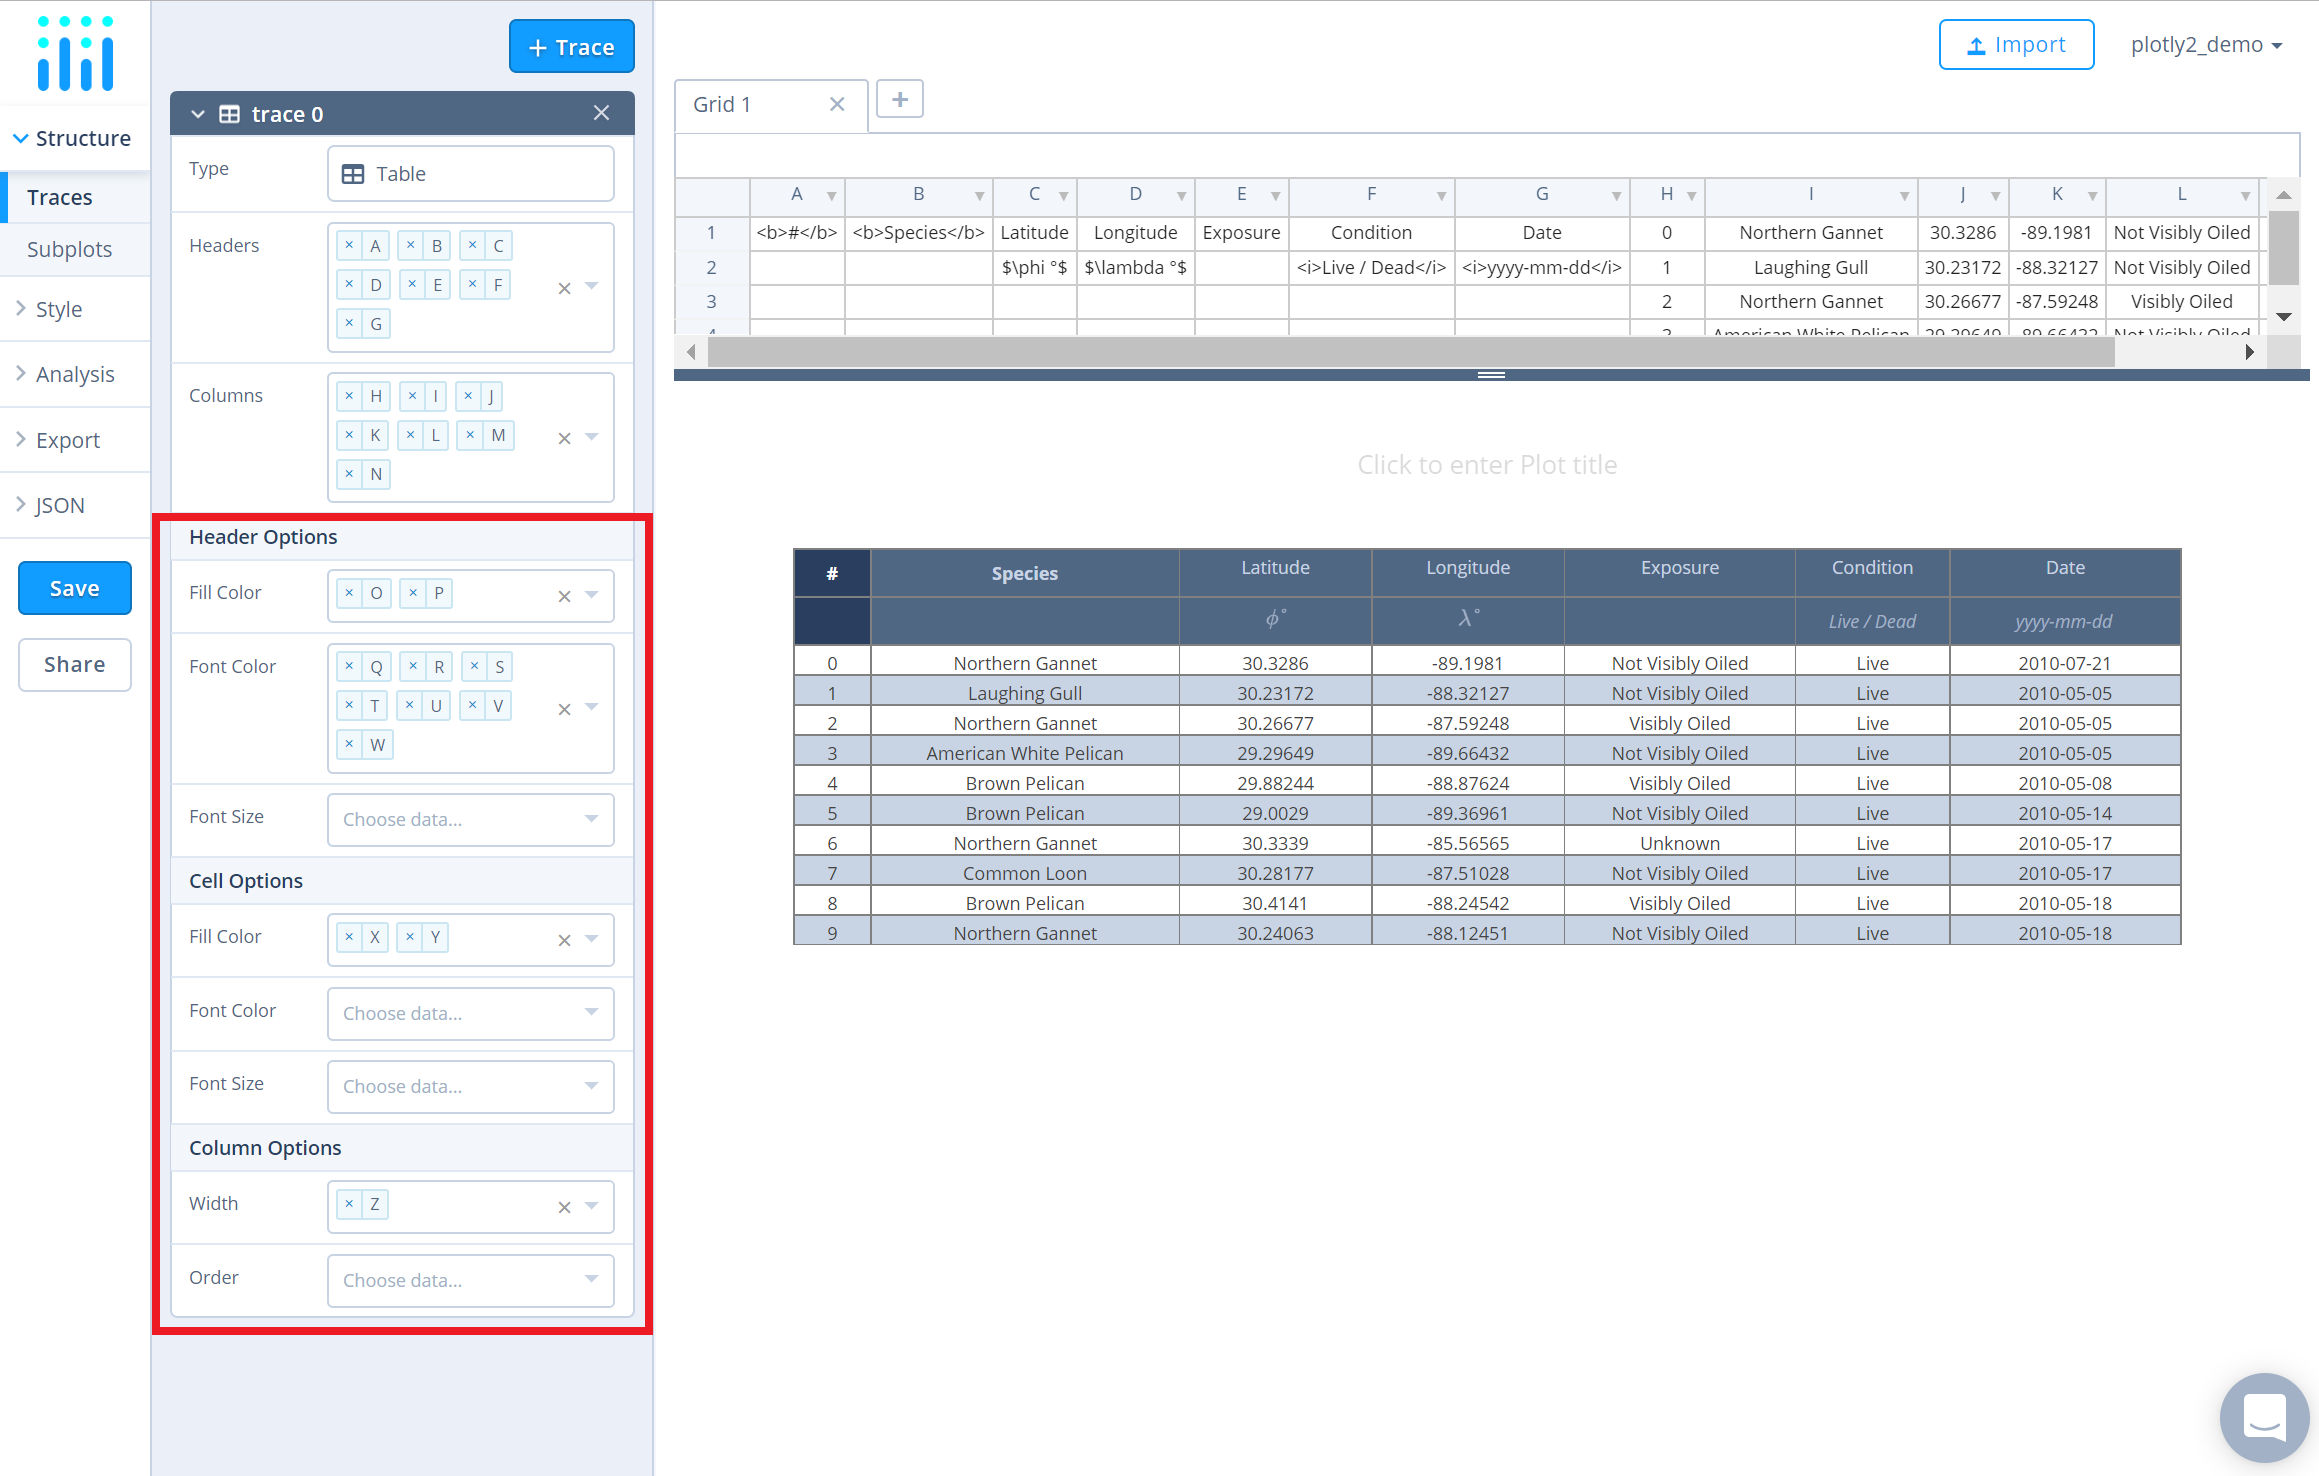 + Trace
Import
plotly2_demo
Structure
Traces
Subplots
Style
Analysis
Export
JSON
Save
Share
trace 0
Type Table
Headers × A × B × C
× D × E × F
× G
Columns × H × I × J
× K × L × M
× N
Header Options
Fill Color × O × P
Font Color × Q × R × S
× T × U × V
× W
Font Size Choose data...
Cell Options
Fill Color × X × Y
Font Color Choose data...
Font Size Choose data...
Column Options
Width × Z
Order Choose data...
Grid 1
A B C D E F G H I J K L
1 <b>#</b> <b>Species</b> Latitude Longitude Exposure Condition Date 0 Northern Gannet 30.3286 -89.1981 Not Visibly Oiled
2 $\phi °$ $\lambda °$ <i>Live / Dead</i> <i>yyyy-mm-dd</i> 1 Laughing Gull 30.23172 -88.32127 Not Visibly Oiled
3 2 Northern Gannet 30.26677 -87.59248 Visibly Oiled
4 3 American White Pelican 29.29649 -89.66432 Not Visibly Oiled
Click to enter Plot title
# Species Latitude Longitude Exposure Condition Date
ϕ° λ° Live / Dead yyyy-mm-dd
0 Northern Gannet 30.3286 -89.1981 Not Visibly Oiled Live 2010-07-21
1 Laughing Gull 30.23172 -88.32127 Not Visibly Oiled Live 2010-05-05
2 Northern Gannet 30.26677 -87.59248 Visibly Oiled Live 2010-05-05
3 American White Pelican 29.29649 -89.66432 Not Visibly Oiled Live 2010-05-05
4 Brown Pelican 29.88244 -88.87624 Visibly Oiled Live 2010-05-08
5 Brown Pelican 29.0029 -89.36961 Not Visibly Oiled Live 2010-05-14
6 Northern Gannet 30.3339 -85.56565 Unknown Live 2010-05-17
7 Common Loon 30.28177 -87.51028 Not Visibly Oiled Live 2010-05-17
8 Brown Pelican 30.4141 -88.24542 Visibly Oiled Live 2010-05-18
9 Northern Gannet 30.24063 -88.12451 Not Visibly Oiled Live 2010-05-18